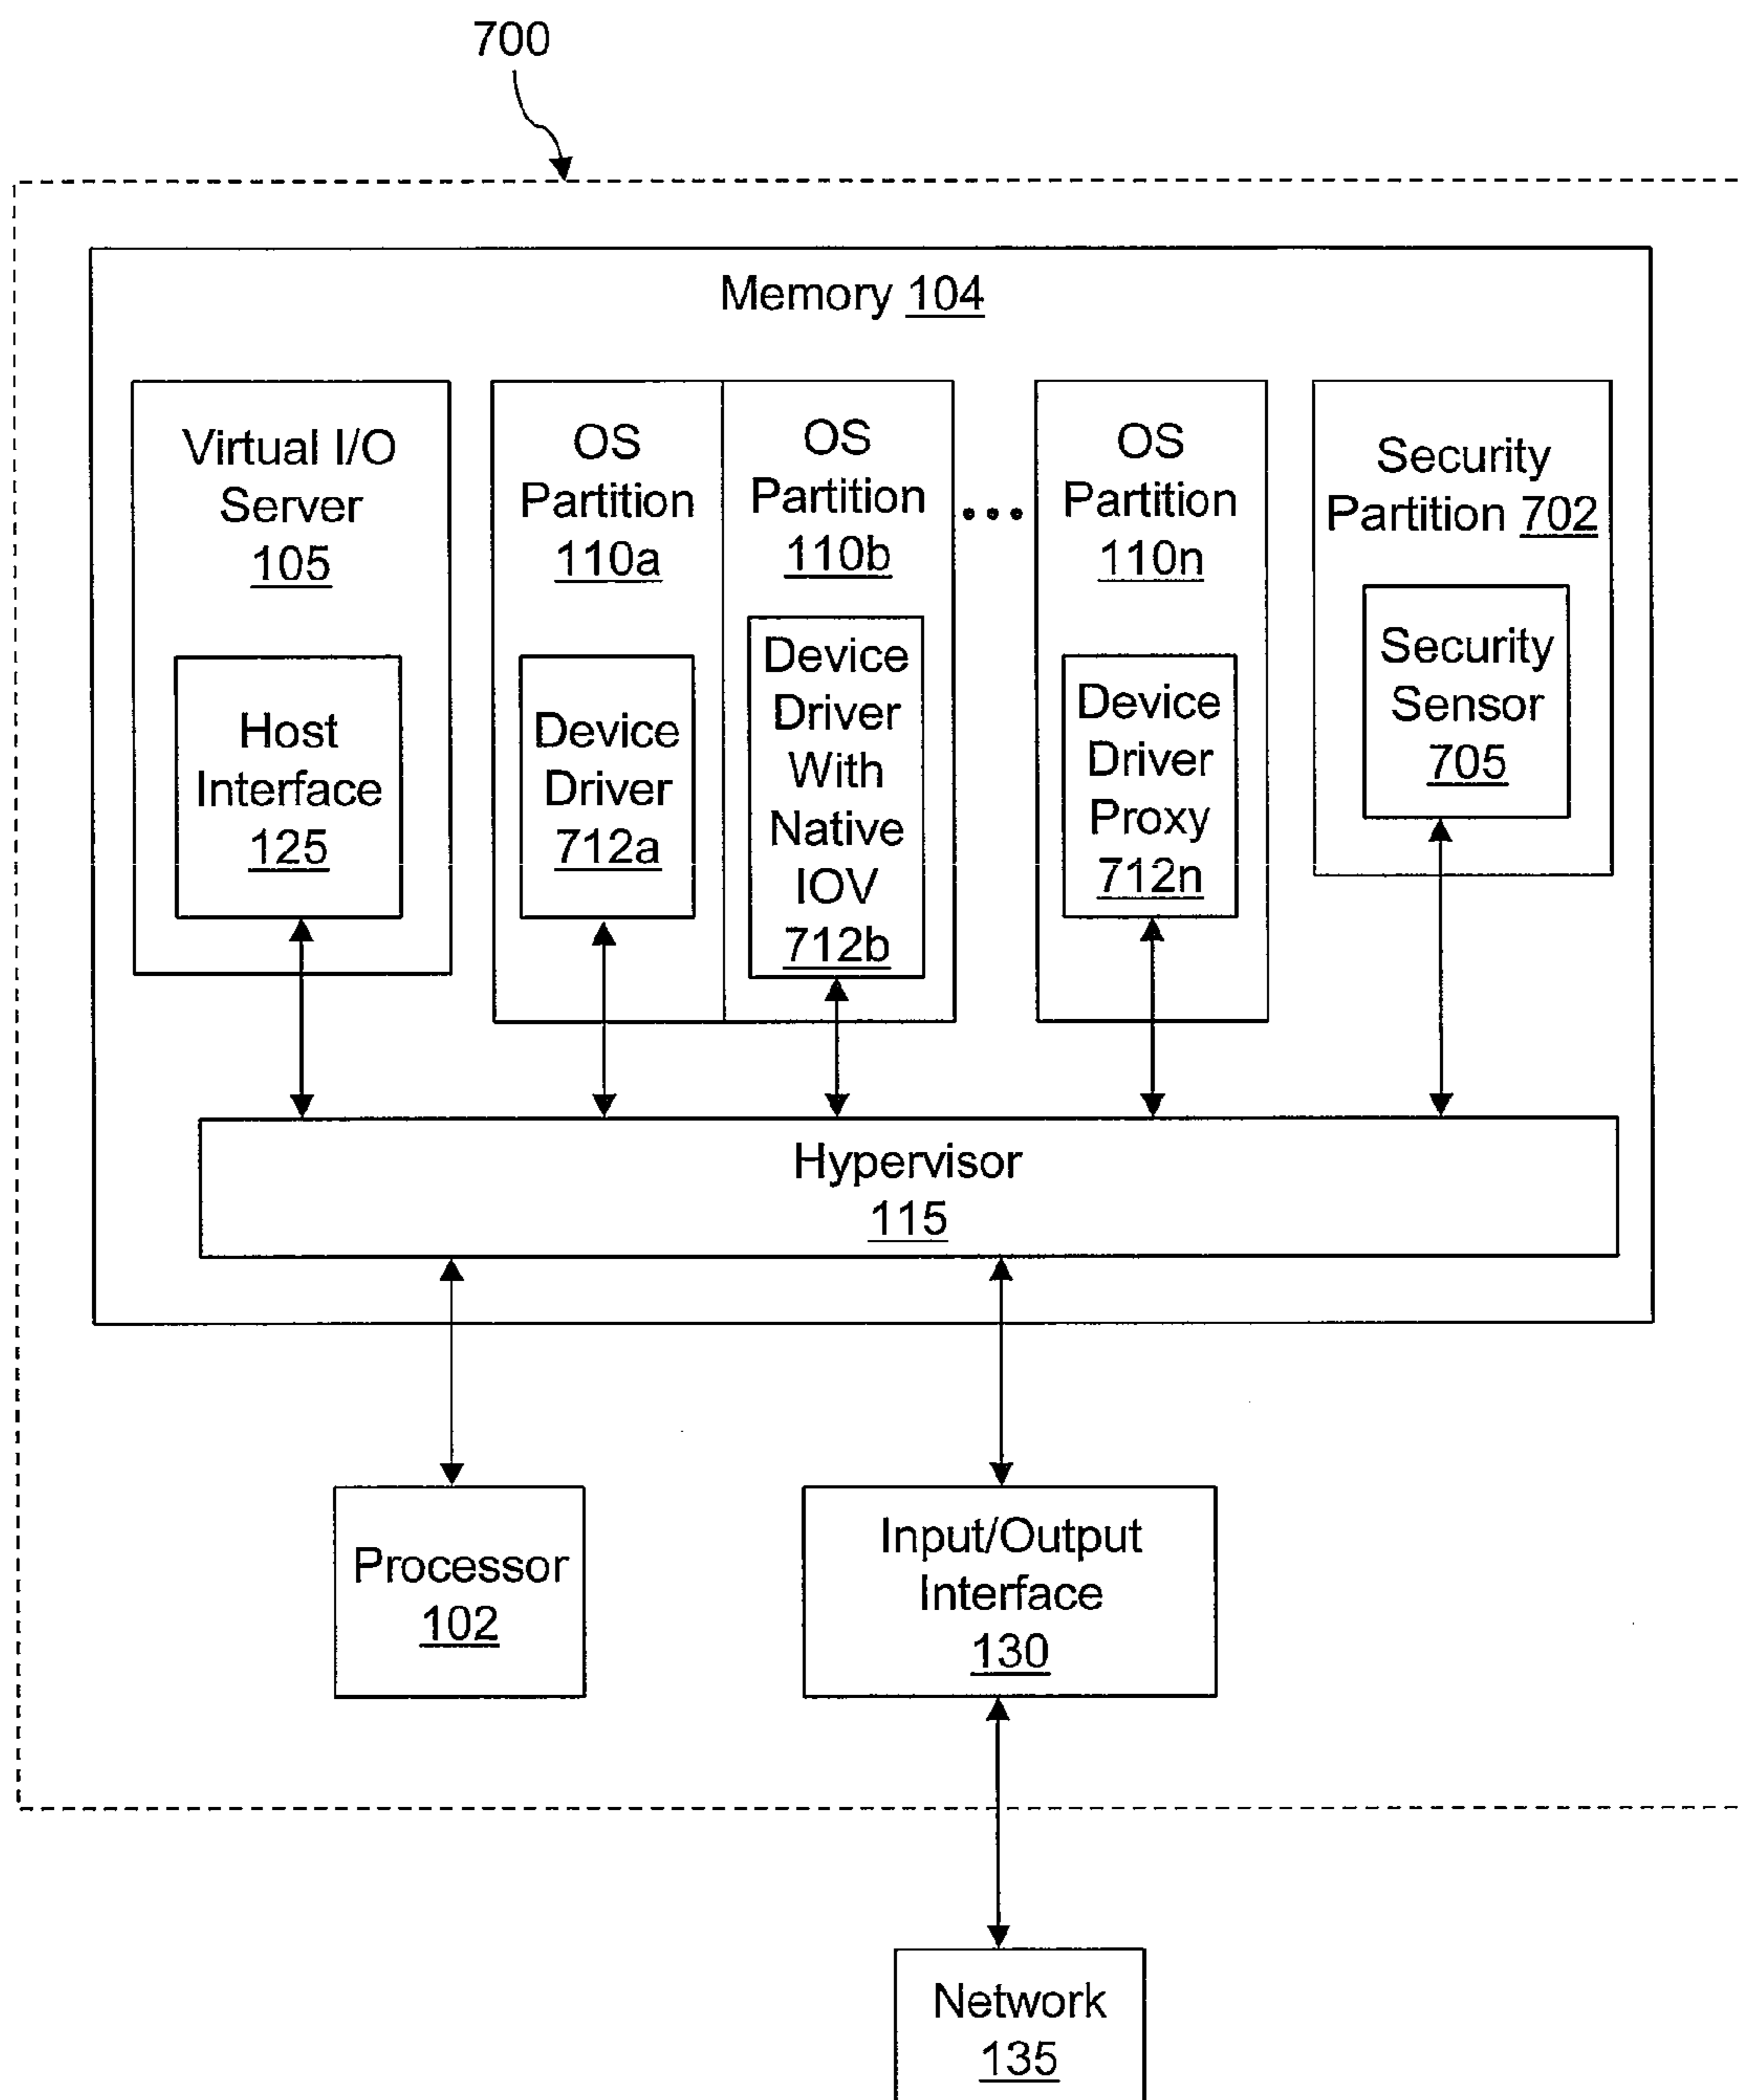 700
Memory 104
Virtual I/O
Server
105
Host
Interface
125
OS
Partition
110a
Device
Driver
712a
OS
Partition
110b
Device
Driver
With
Native
IOV
712b
...
OS
Partition
110n
Device
Driver
Proxy
712n
Security
Partition 702
Security
Sensor
705
Hypervisor
115
Processor
102
Input/Output
Interface
130
Network
135